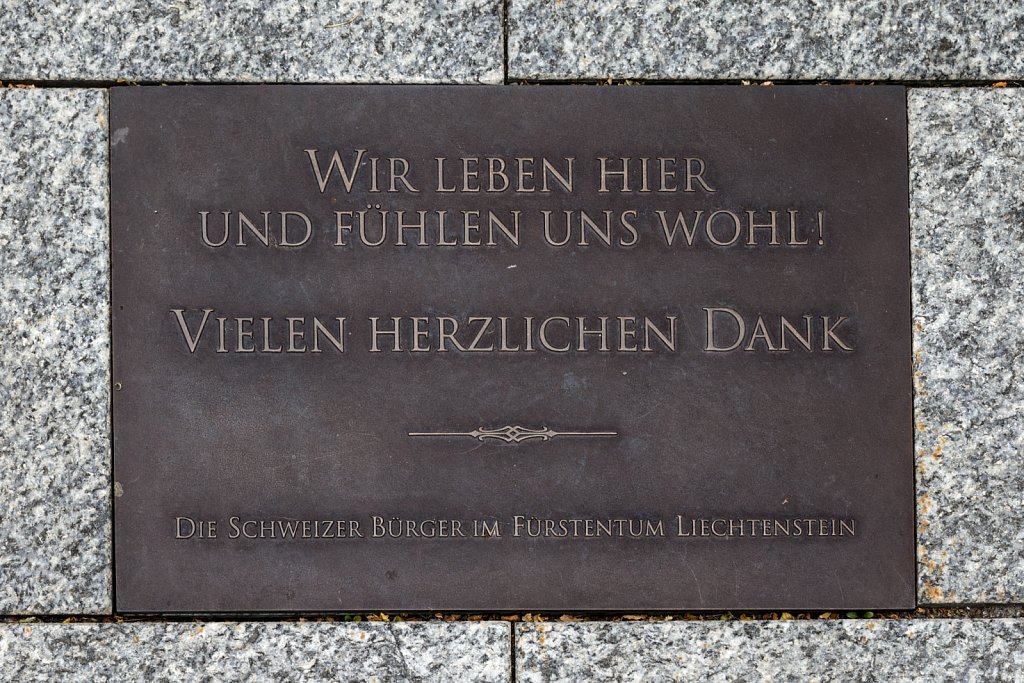 Wir leben hier
und fühlen uns wohl!
Vielen herzlichen Dank
Die Schweizer Bürger im Fürstentum Liechtenstein